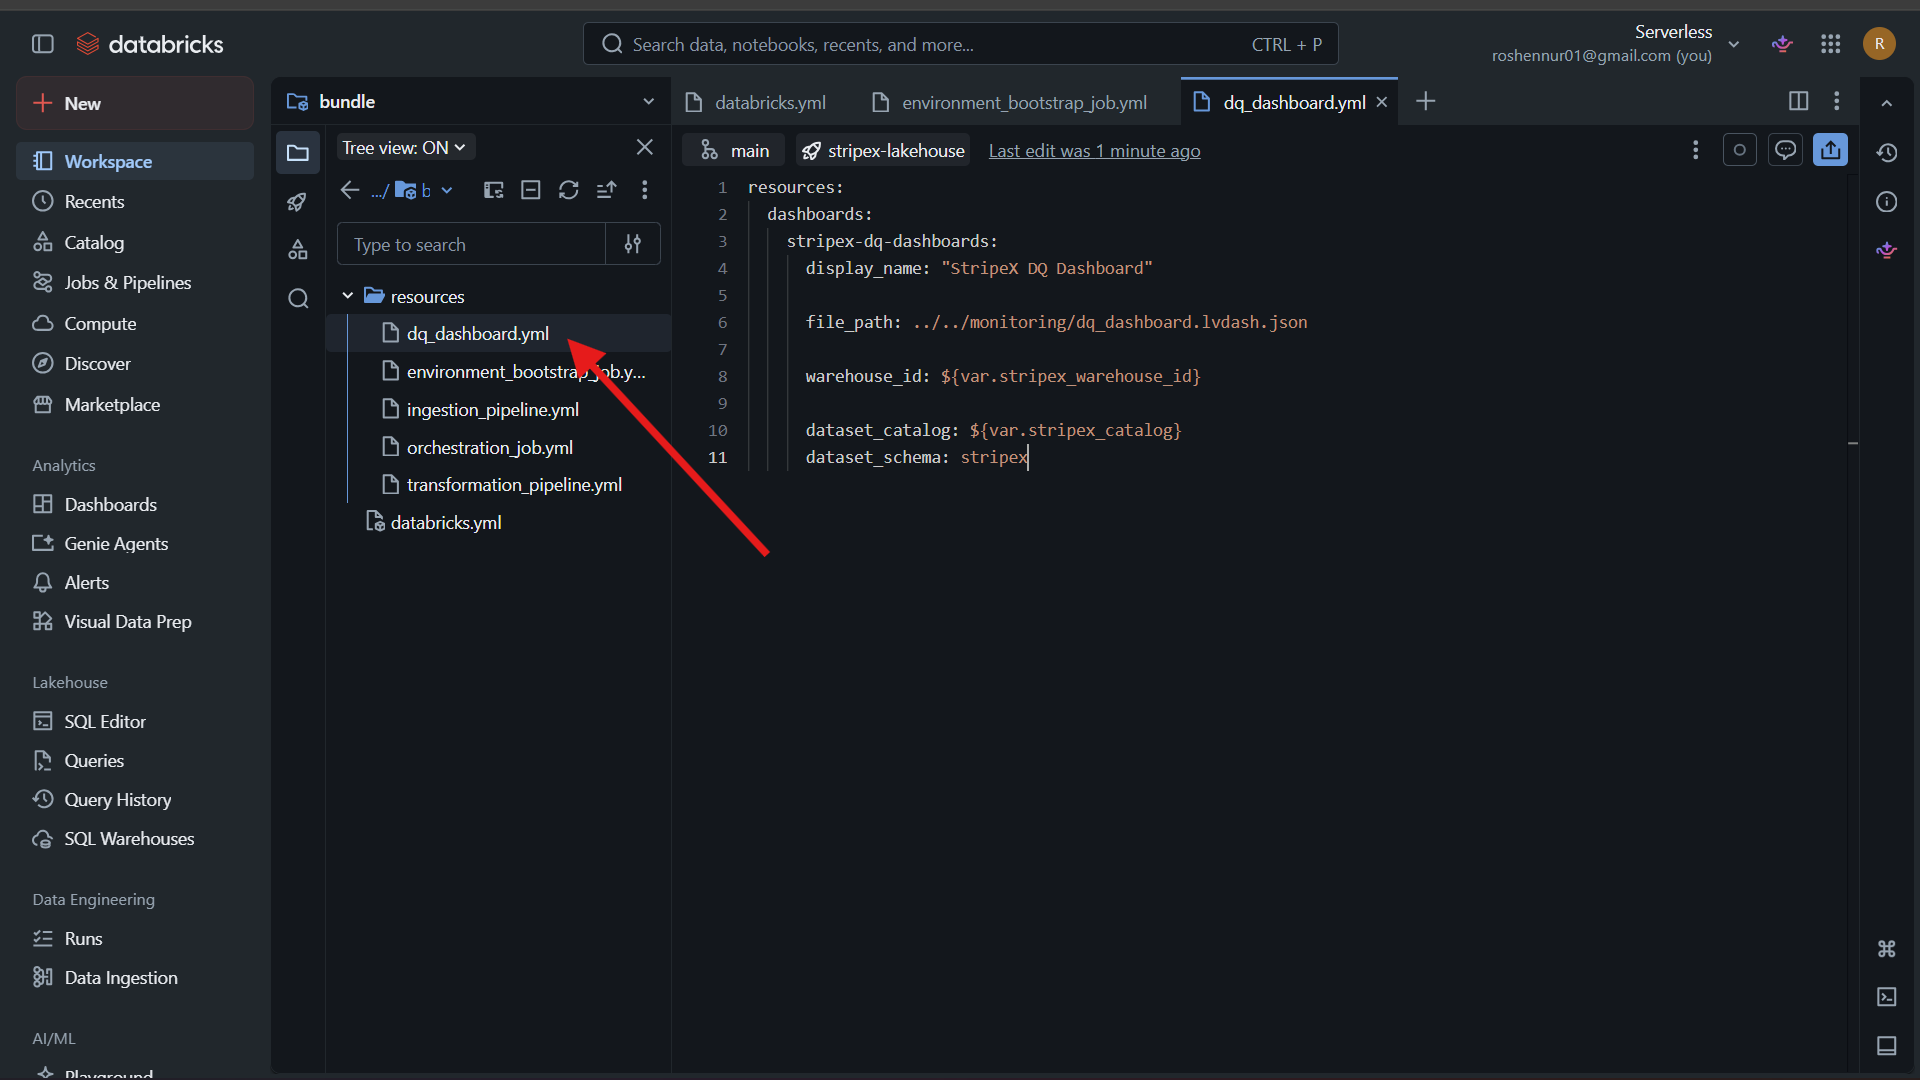 databricks
Search data, notebooks, recents, and more...
CTRL + P
Serverless
roshennur01@gmail.com (you)
R
New
Workspace
Recents
Catalog
Jobs & Pipelines
Compute
Discover
Marketplace
Analytics
Dashboards
Genie Agents
Alerts
Visual Data Prep
Lakehouse
SQL Editor
Queries
Query History
SQL Warehouses
Data Engineering
Runs
Data Ingestion
AI/ML
Playground
bundle
Tree view: ON
.../ b
Type to search
resources
dq_dashboard.yml
environment_bootstrap_job.y...
ingestion_pipeline.yml
orchestration_job.yml
transformation_pipeline.yml
databricks.yml
databricks.yml
environment_bootstrap_job.yml
dq_dashboard.yml
main
stripex-lakehouse
Last edit was 1 minute ago
1 resources:
2 dashboards:
3 stripex-dq-dashboards:
4 display_name: "StripeX DQ Dashboard"
5
6 file_path: ../../monitoring/dq_dashboard.lvdash.json
7
8 warehouse_id: ${var.stripex_warehouse_id}
9
10 dataset_catalog: ${var.stripex_catalog}
11 dataset_schema: stripex